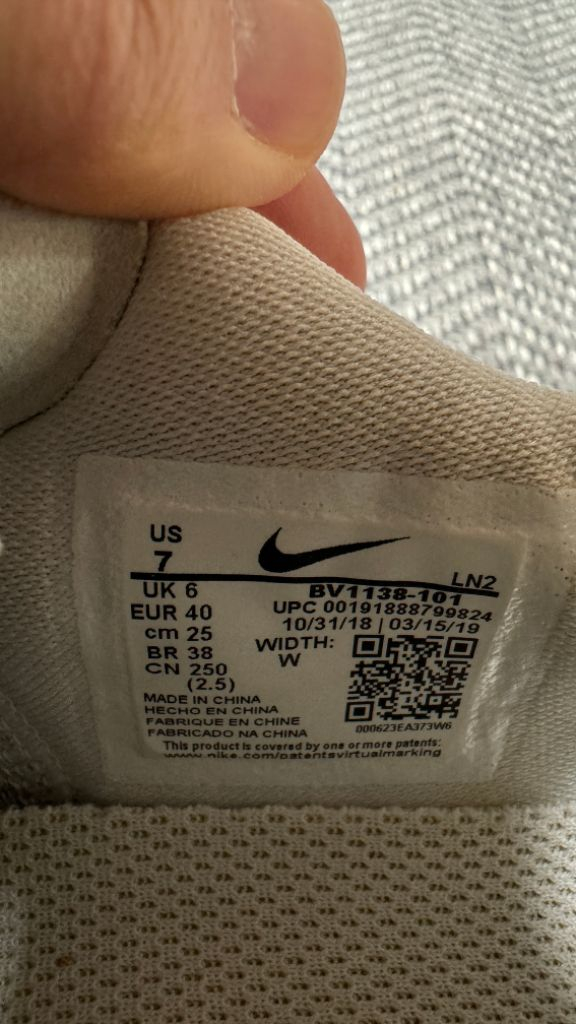 US
7
LN2
UK 6
BV1138-101
EUR 40
UPC 00191888799824
cm 25
10/31/18 | 03/15/19
BR 38
WIDTH:
CN 250
W
(2.5)
MADE IN CHINA
HECHO EN CHINA
FABRIQUE EN CHINE
FABRICADO NA CHINA
000623EA373W6
This product is covered by one or more patents:
www.nike.com/patentsvirtualmarking